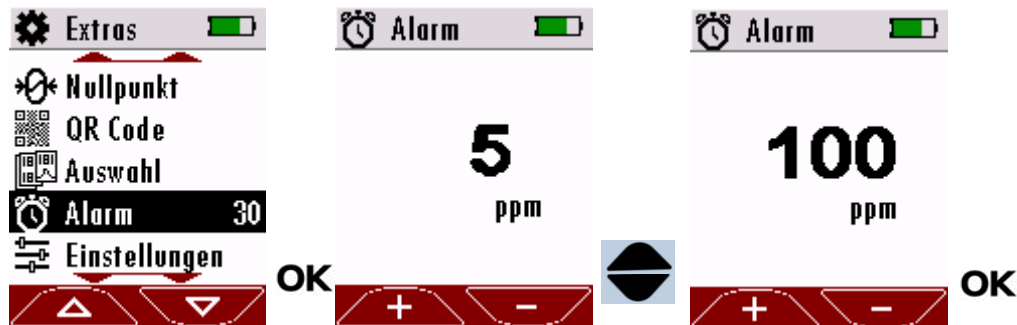 Extras
Nullpunkt
QR Code
Auswahl
Alarm 30
Einstellungen
OK
Alarm
5
ppm
+ −
Alarm
100
ppm
+ −
OK